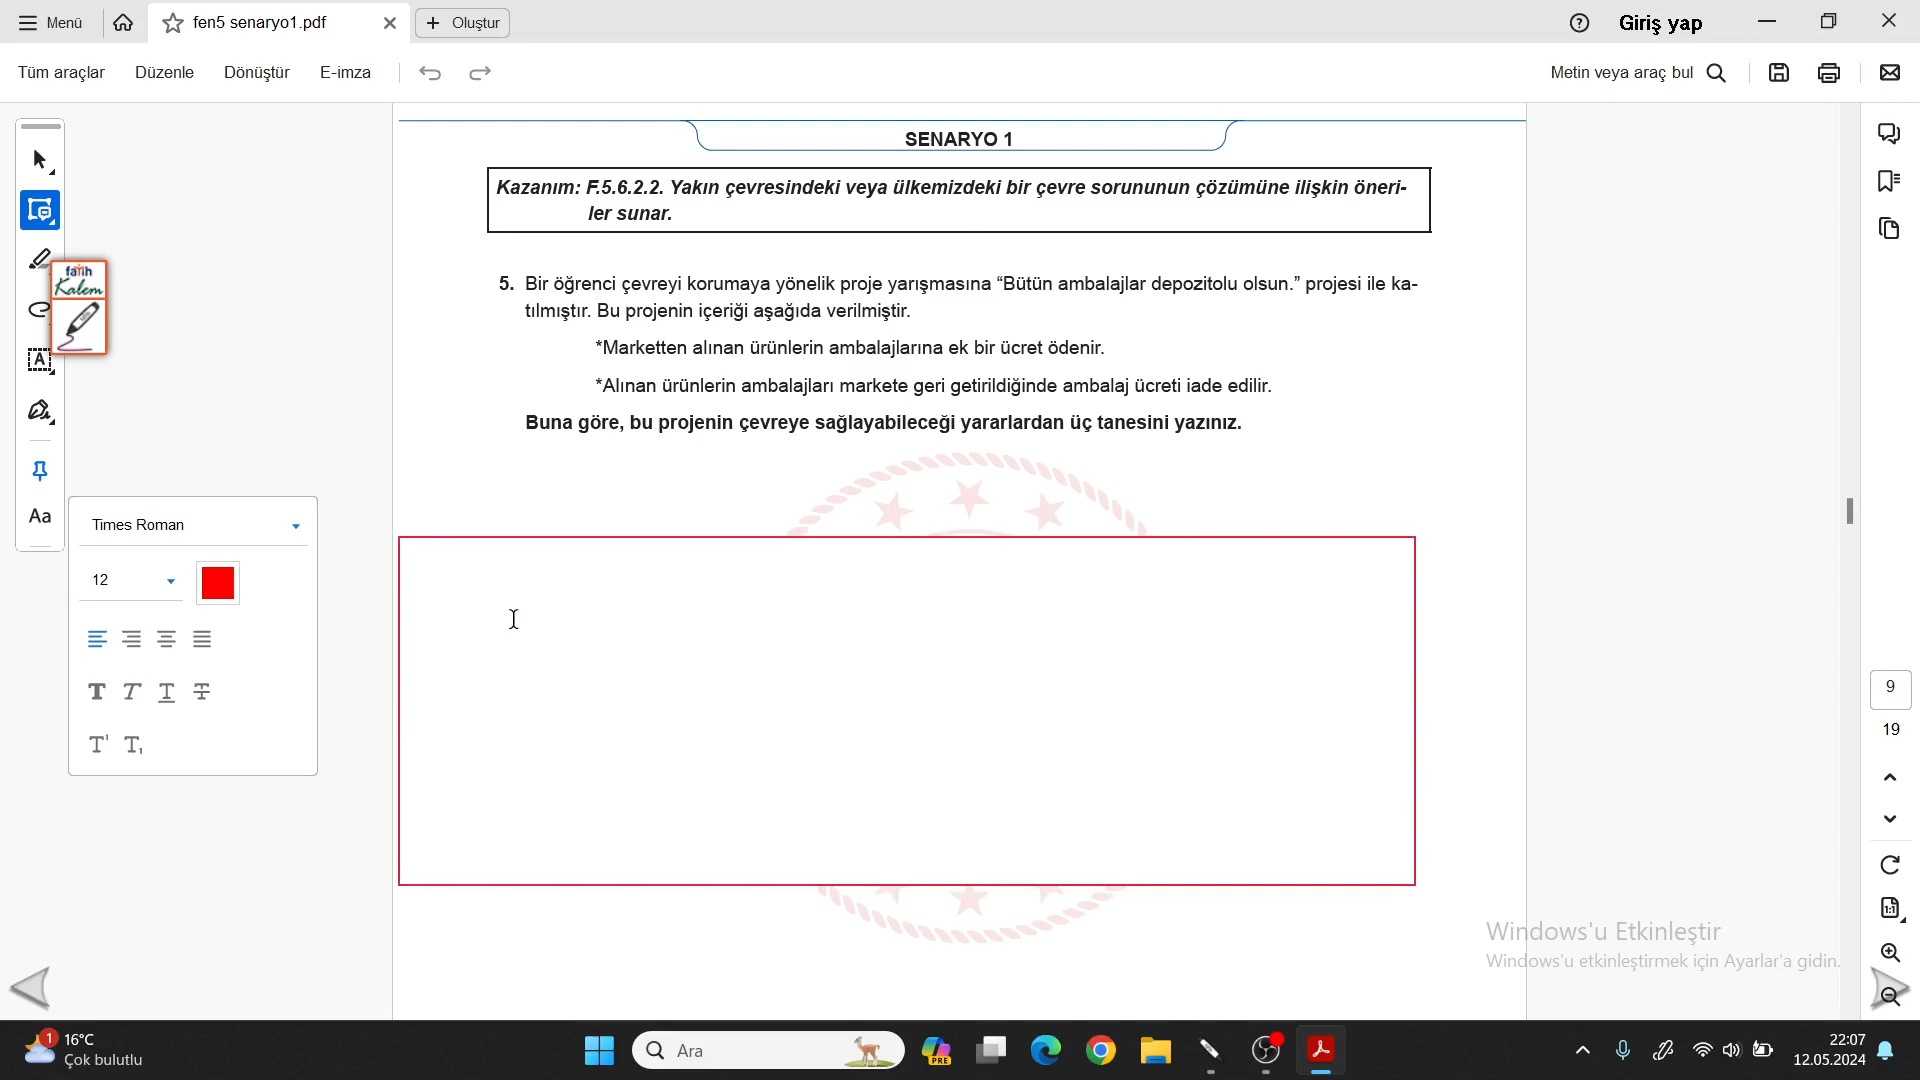 Menü
fen5 senaryo1.pdf
Oluştur
Giriş yap
Tüm araçlar
Düzenle
Dönüştür
E-imza
Metin veya araç bul
SENARYO 1
Kazanım: F.5.6.2.2. Yakın çevresindeki veya ülkemizdeki bir çevre sorununun çözümüne ilişkin öneri-
ler sunar.
5. Bir öğrenci çevreyi korumaya yönelik proje yarışmasına “Bütün ambalajlar depozitolu olsun.” projesi ile ka-
tılmıştır. Bu projenin içeriği aşağıda verilmiştir.
*Marketten alınan ürünlerin ambalajlarına ek bir ücret ödenir.
*Alınan ürünlerin ambalajları markete geri getirildiğinde ambalaj ücreti iade edilir.
Buna göre, bu projenin çevreye sağlayabileceği yararlardan üç tanesini yazınız.
fatih
Kalem
A
Aa
Times Roman
12
T T T T
T' T,
9
19
1:1
Windows'u Etkinleştir
Windows'u etkinleştirmek için Ayarlar'a gidin.
1
16°C
Çok bulutlu
Ara
PRE
22:07
12.05.2024